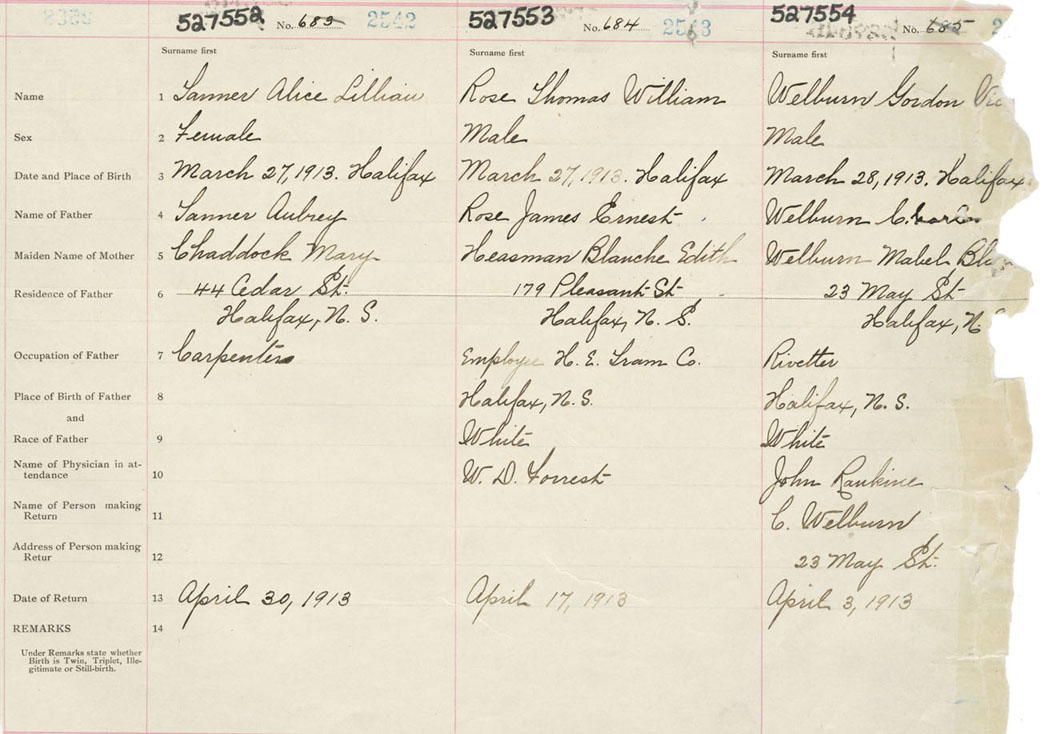 527552 No. 683 2542
527553 No. 684 2543
527554 No. 685 2
Surname first Surname first Surname first
Name 1 Sanner Alice Lillian Rose Thomas William Welburn Gordon Vic
Sex 2 Female Male Male
Date and Place of Birth 3 March 27, 1913. Halifax March 27, 1913. Halifax March 28, 1913. Halifax
Name of Father 4 Sanner Aubrey Rose James Ernest Welburn C.
Maiden Name of Mother 5 Chaddock Mary Heasman Blanche Edith Welburn Mabel Bla
Residence of Father 6 44 Cedar St. 179 Pleasant St 23 May St
Halifax, N. S. Halifax, N. S. Halifax, N. S
Occupation of Father 7 Carpenter Employee H. E. Tram Co. Rivetter
Place of Birth of Father 8 Halifax, N. S. Halifax, N. S.
and
Race of Father 9 White White
Name of Physician in at-
tendance 10 W. D. Forrest John Rankine
Name of Person making
Return 11 C. Welburn
Address of Person making
Retur 12 23 May St.
Date of Return 13 April 30, 1913 April 17, 1913 April 3, 1913
REMARKS 14
Under Remarks state whether
Birth is Twin, Triplet, Ille-
gitimate or Still-birth.